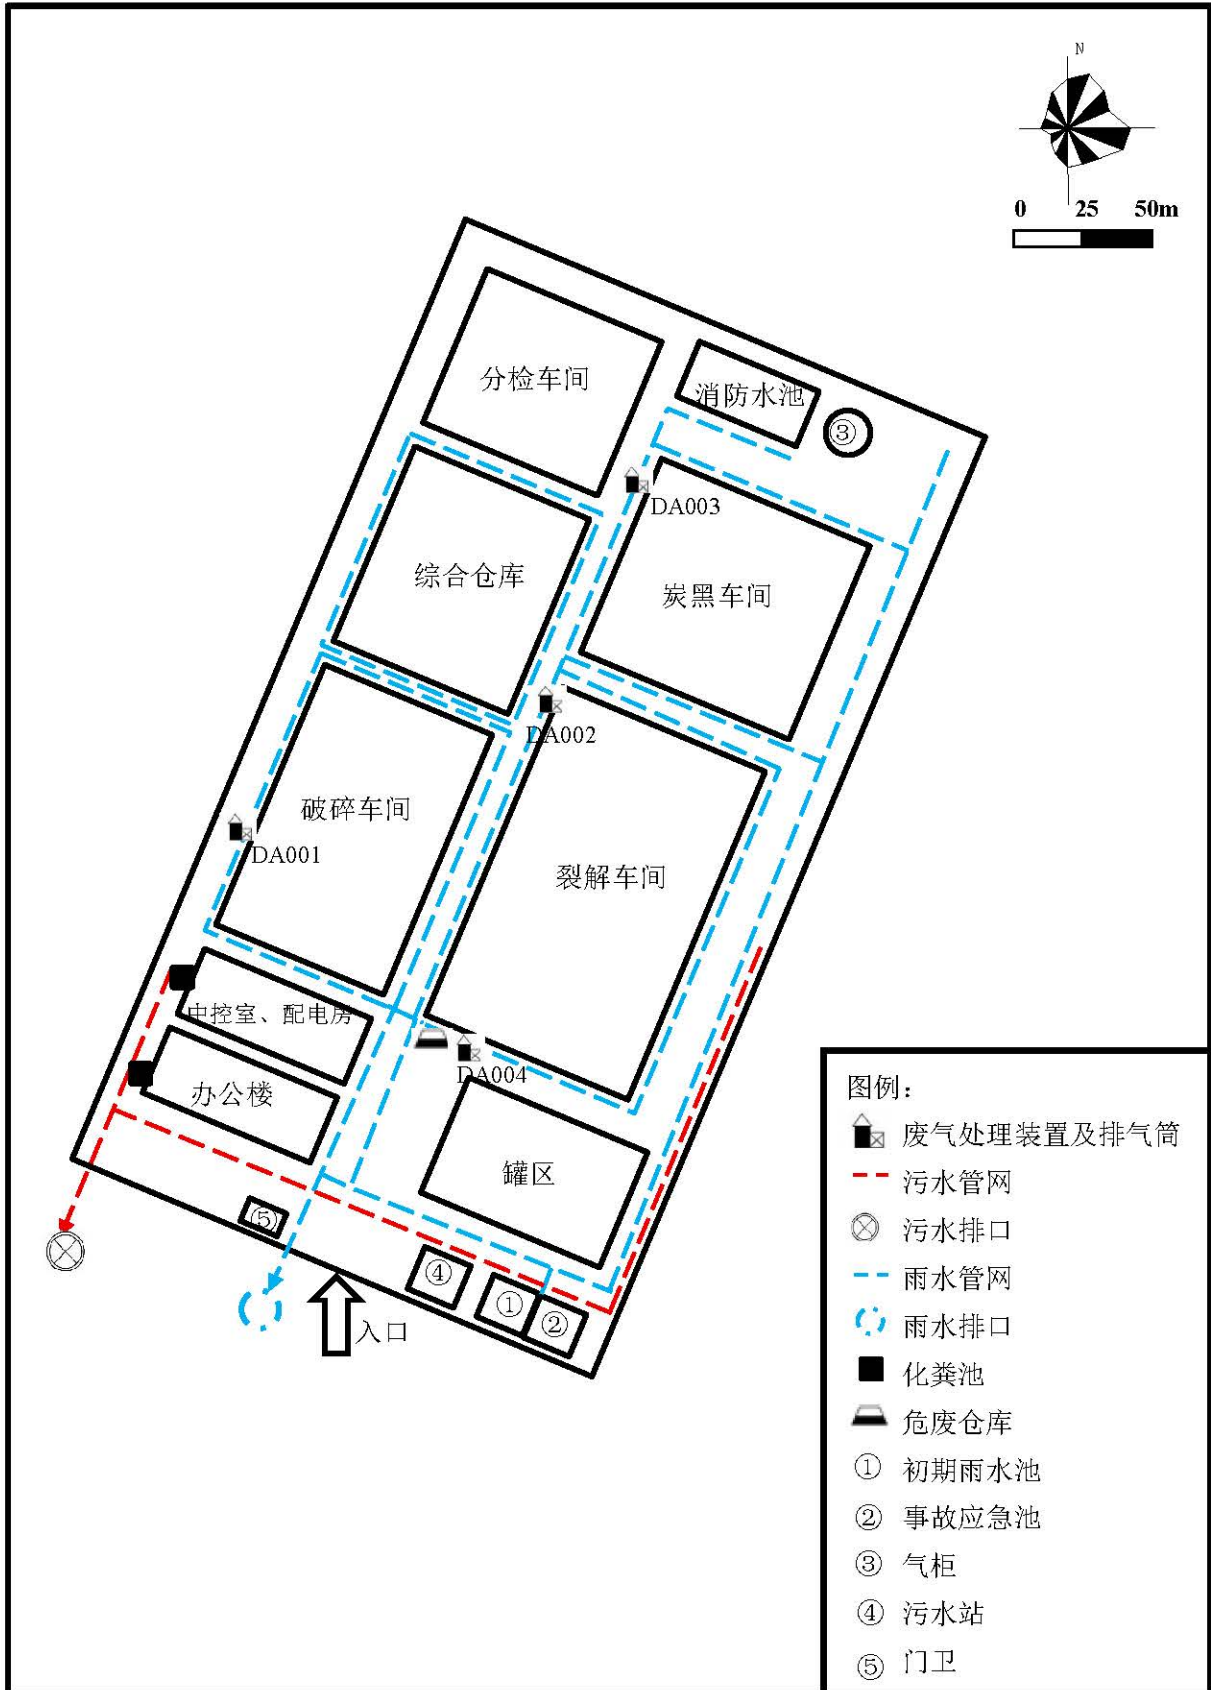 N
0 25 50m
分检车间
消防水池
③
DA003
综合仓库
炭黑车间
DA002
破碎车间
DA001
裂解车间
中控室、配电房
DA004
办公楼
罐区
⑤
④
①
②
入口
图例：
废气处理装置及排气筒
污水管网
污水排口
雨水管网
雨水排口
化粪池
危废仓库
① 初期雨水池
② 事故应急池
③ 气柜
④ 污水站
⑤ 门卫